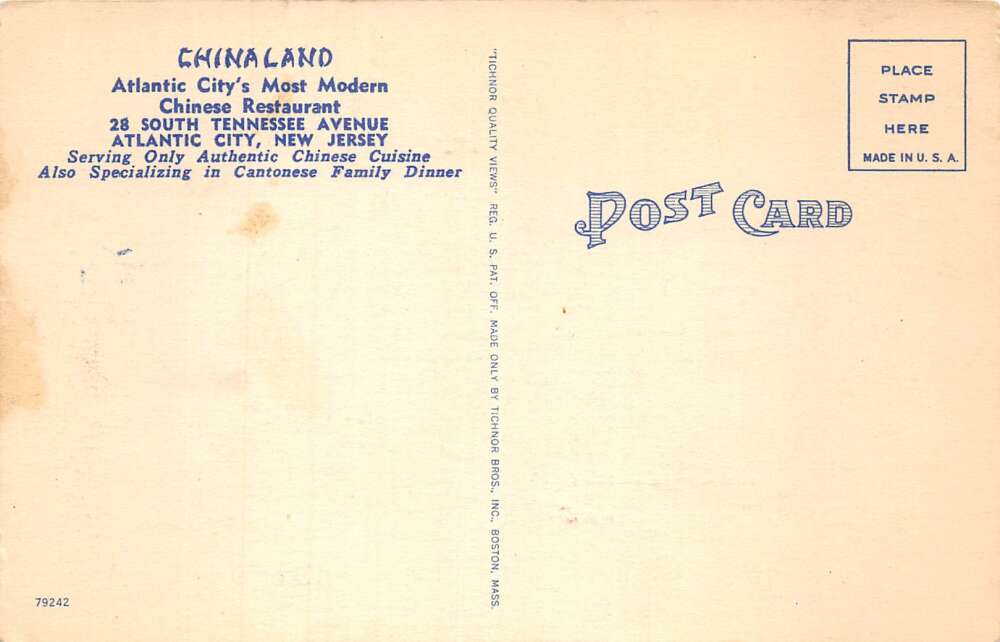 CHINALAND
Atlantic City's Most Modern
Chinese Restaurant
28 SOUTH TENNESSEE AVENUE
ATLANTIC CITY, NEW JERSEY
Serving Only Authentic Chinese Cuisine
Also Specializing in Cantonese Family Dinner
79242
"TICHNOR QUALITY VIEWS" REG. U. S. PAT. OFF. MADE ONLY BY TICHNOR BROS., INC., BOSTON, MASS.
PLACE
STAMP
HERE
MADE IN U. S. A.
POST CARD